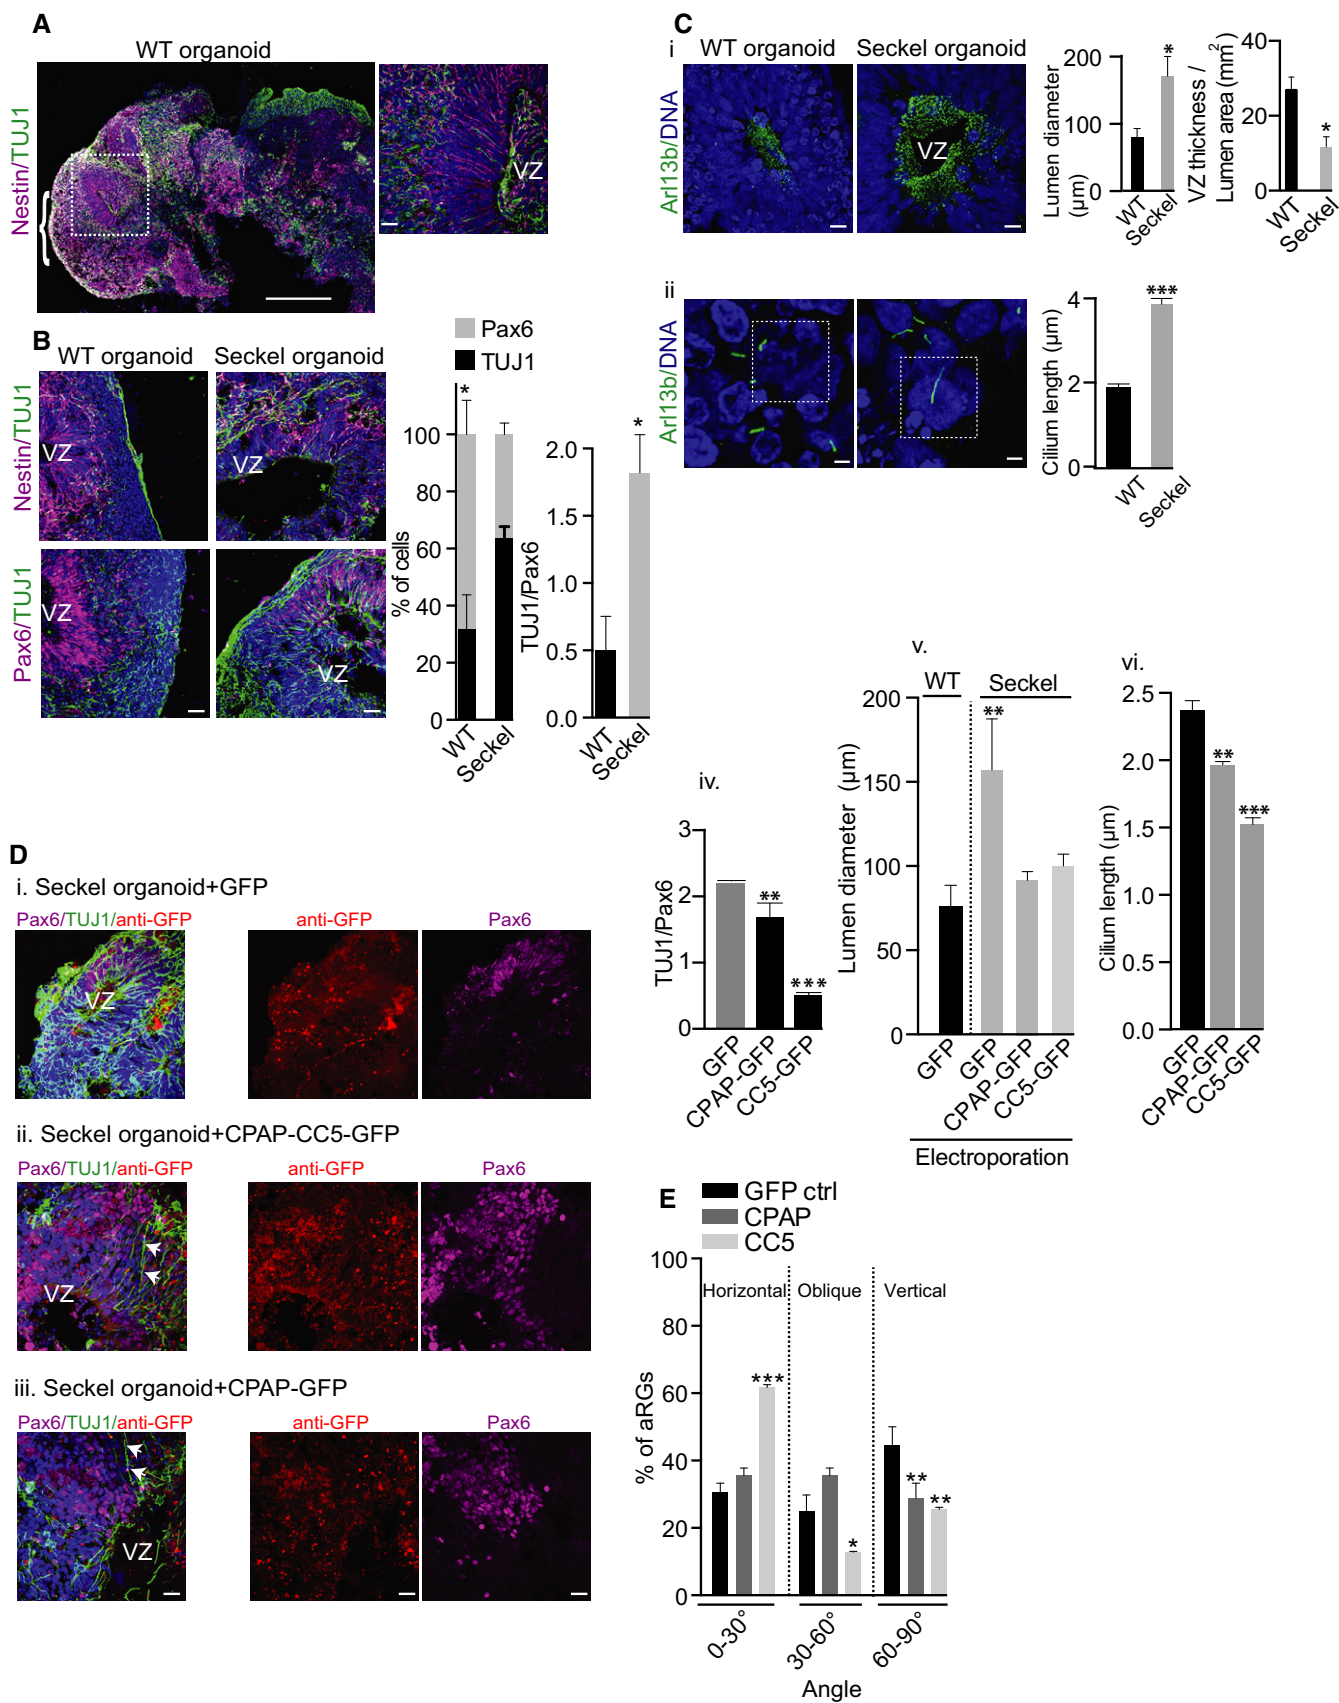 A
WT organoid
Nestin/TUJ1
VZ
B
WT organoid
Seckel organoid
Nestin/TUJ1
VZ
VZ
Pax6/TUJ1
VZ
VZ
Pax6
TUJ1
% of cells
100
80
60
40
20
0
*
WT
Seckel
TUJ1/Pax6
2.0
1.5
1.0
0.5
0.0
*
WT
Seckel
C
i
WT organoid
Seckel organoid
Arl13b/DNA
VZ
Lumen diameter
(µm)
200
100
0
*
WT
Seckel
VZ thickness /
Lumen area (mm²)
40
20
0
*
WT
Seckel
ii
Arl13b/DNA
Cilium length (µm)
4
2
0
***
WT
Seckel
D
i. Seckel organoid+GFP
Pax6/TUJ1/anti-GFP
anti-GFP
Pax6
VZ
ii. Seckel organoid+CPAP-CC5-GFP
Pax6/TUJ1/anti-GFP
anti-GFP
Pax6
VZ
iii. Seckel organoid+CPAP-GFP
Pax6/TUJ1/anti-GFP
anti-GFP
Pax6
VZ
iv.
TUJ1/Pax6
3
2
1
0
**
***
GFP
CPAP-GFP
CC5-GFP
v.
WT
Seckel
Lumen diameter (µm)
200
150
100
50
0
**
GFP
GFP
CPAP-GFP
CC5-GFP
Electroporation
vi.
Cilium length (µm)
2.5
2.0
1.5
1.0
0.5
0.0
**
***
GFP
CPAP-GFP
CC5-GFP
E
GFP ctrl
CPAP
CC5
% of aRGs
100
80
60
40
20
0
Horizontal
Oblique
Vertical
***
*
**
**
0-30°
30-60°
60-90°
Angle